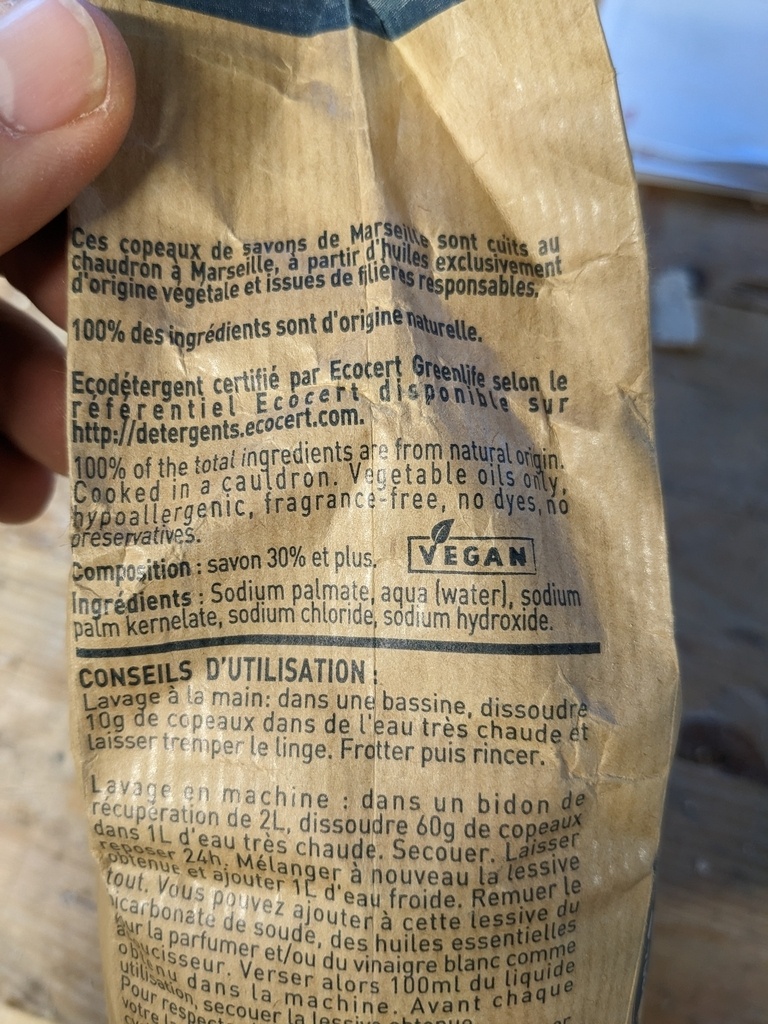 Ces copeaux de savons de Marseille sont cuits au
chaudron à Marseille, à partir d'huiles exclusivement
d'origine végétale et issues de filières responsables.
100% des ingrédients sont d'origine naturelle.
Ecodétergent certifié par Ecocert Greenlife selon le
référentiel Ecocert disponible sur
http://detergents.ecocert.com.
100% of the total ingredients are from natural origin.
Cooked in a cauldron. Vegetable oils only,
hypoallergenic, fragrance-free, no dyes, no
preservatives.
Composition : savon 30% et plus.
VEGAN
Ingrédients : Sodium palmate, aqua (water), sodium
palm kernelate, sodium chloride, sodium hydroxide.
CONSEILS D'UTILISATION :
Lavage à la main: dans une bassine, dissoudre
10g de copeaux dans de l'eau très chaude et
laisser tremper le linge. Frotter puis rincer.
Lavage en machine : dans un bidon de
récupération de 2L, dissoudre 60g de copeaux
dans 1L d'eau très chaude. Secouer. Laisser
reposer 24h. Mélanger à nouveau la lessive
obtenue et ajouter 1L d'eau froide. Remuer le
tout. Vous pouvez ajouter à cette lessive du
bicarbonate de soude, des huiles essentielles
pour la parfumer et/ou du vinaigre blanc comme
adoucisseur. Verser alors 100ml du liquide
obtenu dans la machine. Avant chaque
utilisation, secouer la lessive obtenue.
Pour
votre